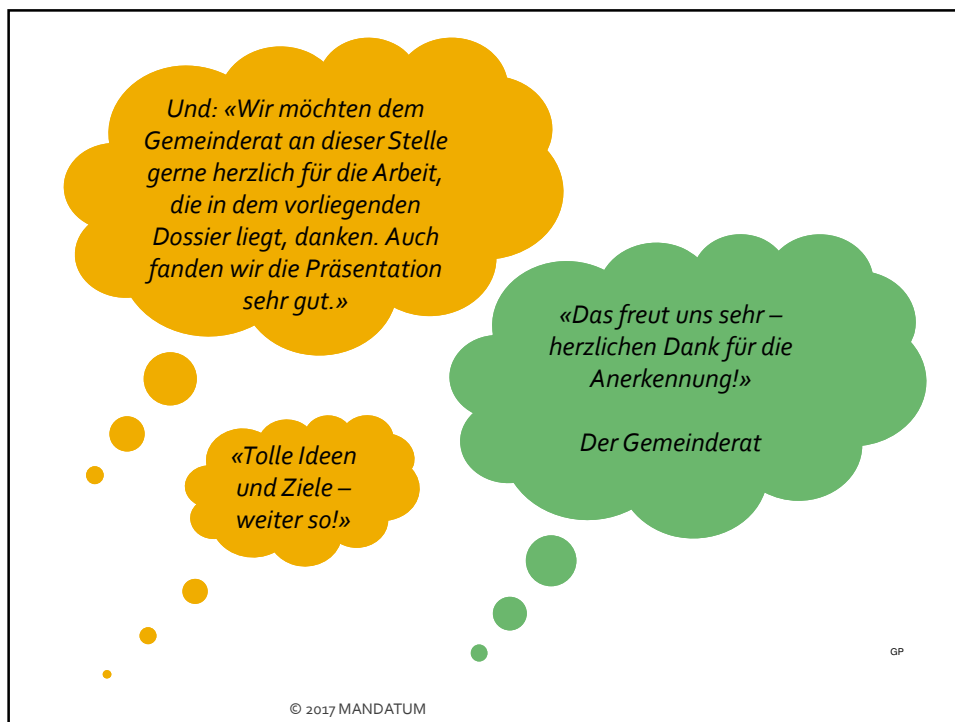 Und: «Wir möchten dem
Gemeinderat an dieser Stelle
gerne herzlich für die Arbeit,
die in dem vorliegenden
Dossier liegt, danken. Auch
fanden wir die Präsentation
sehr gut.»
«Das freut uns sehr –
herzlichen Dank für die
Anerkennung!»
Der Gemeinderat
«Tolle Ideen
und Ziele –
weiter so!»
GP
© 2017 MANDATUM